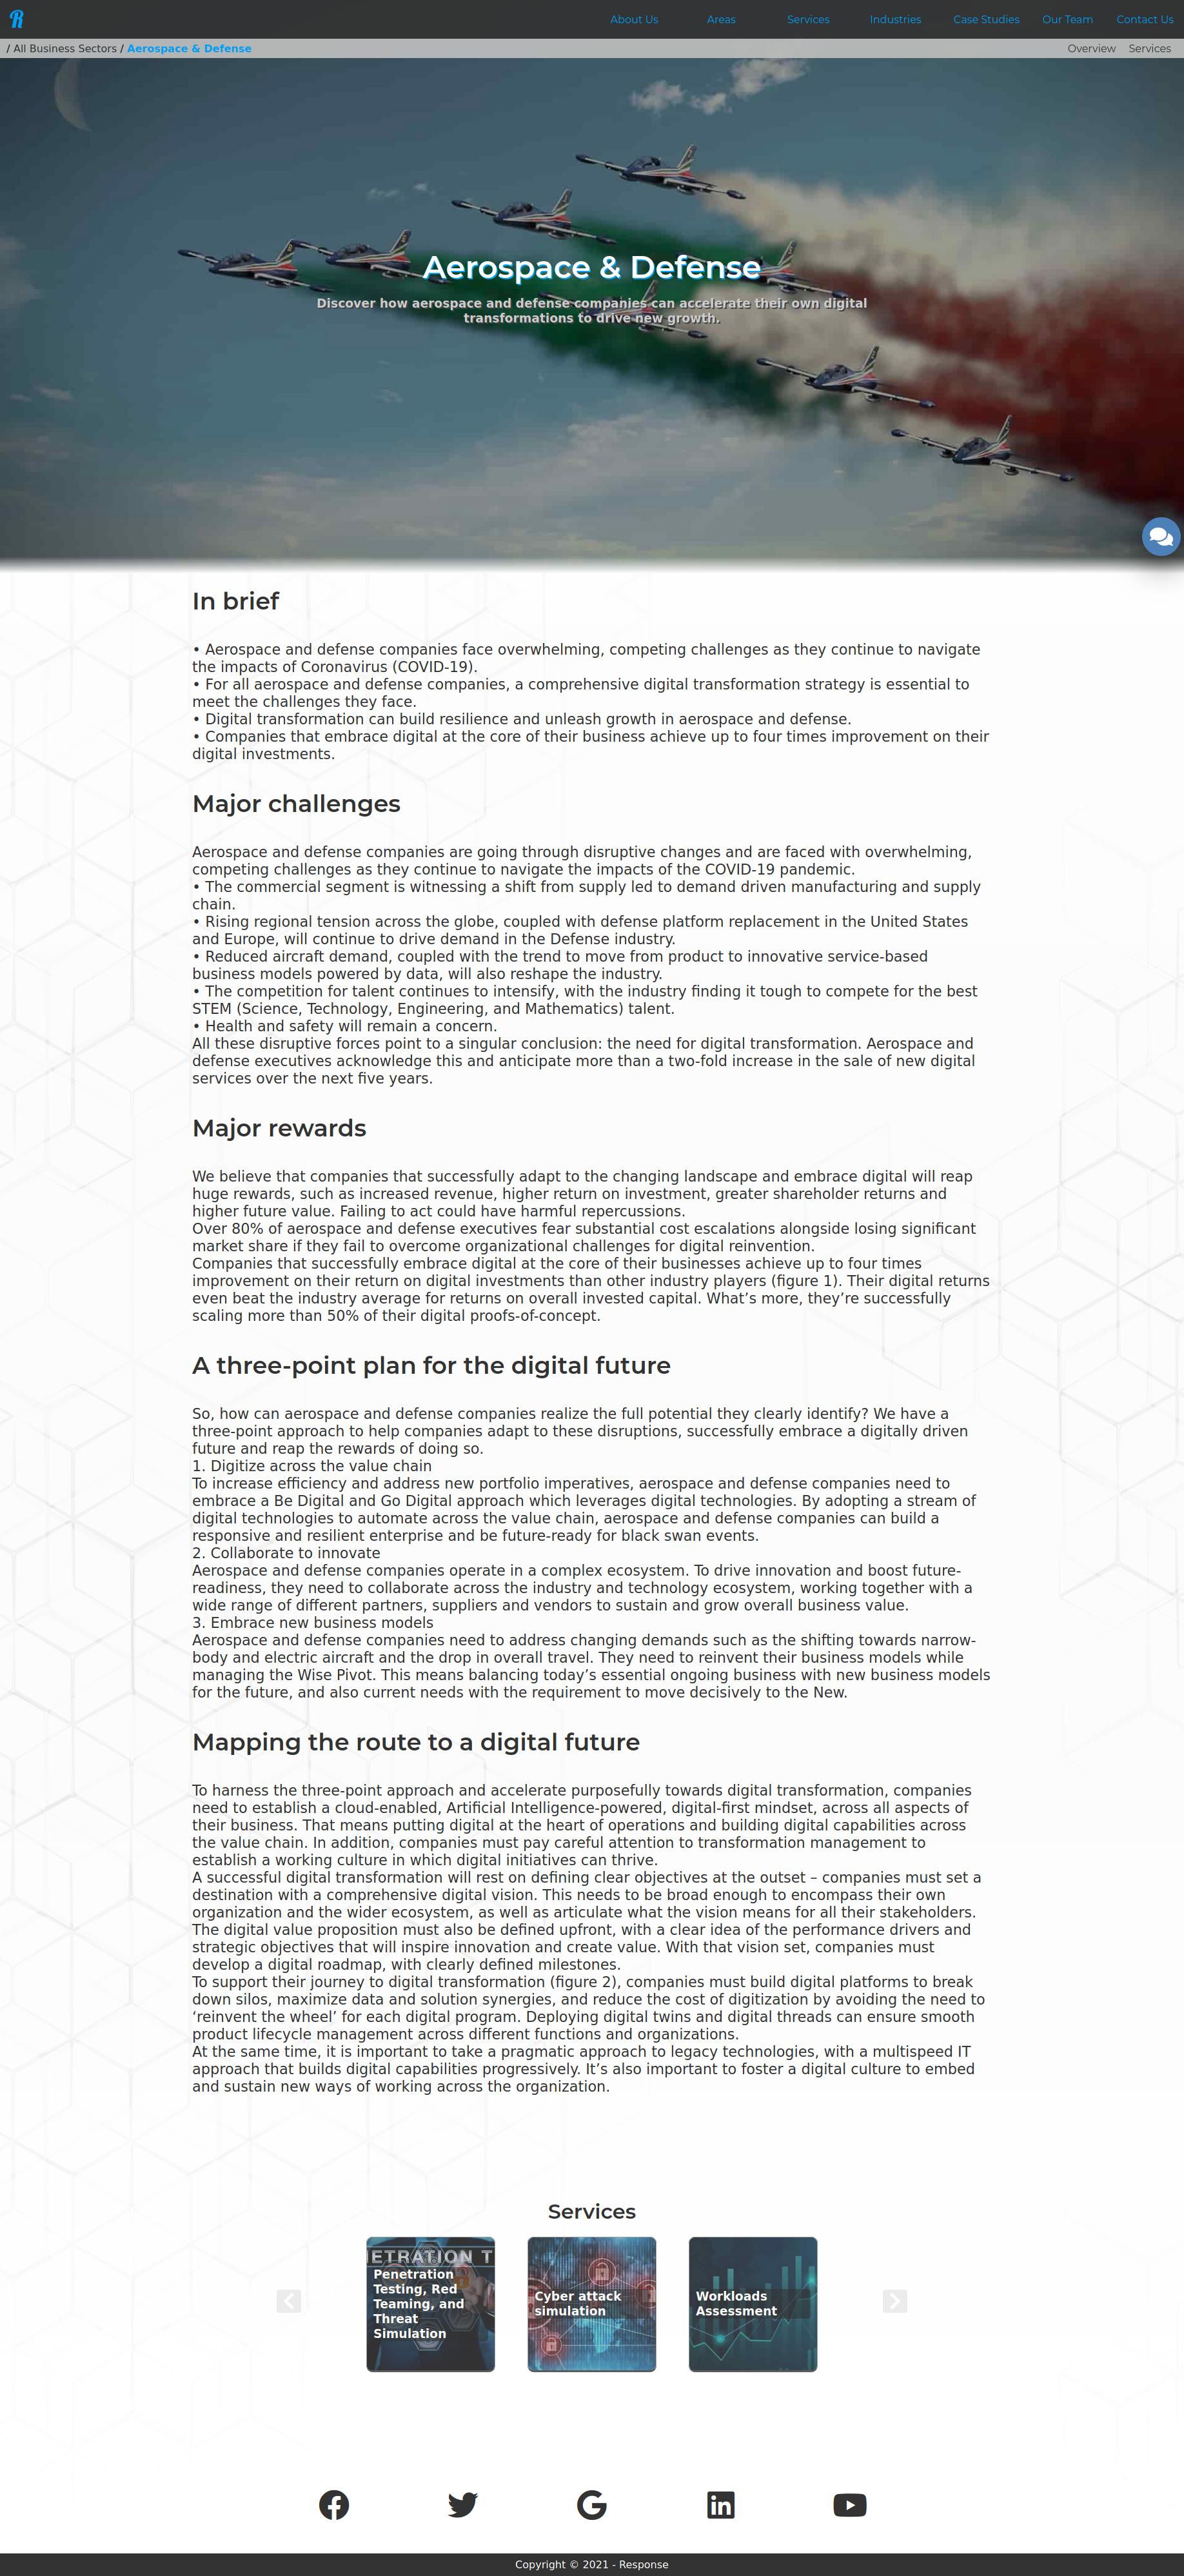 R
About Us
Areas
Services
Industries
Case Studies
Our Team
Contact Us
/ All Business Sectors / Aerospace & Defense
Overview
Services
Aerospace & Defense
Discover how aerospace and defense companies can accelerate their own digital
transformations to drive new growth.
In brief
• Aerospace and defense companies face overwhelming, competing challenges as they continue to navigate
the impacts of Coronavirus (COVID-19).
• For all aerospace and defense companies, a comprehensive digital transformation strategy is essential to
meet the challenges they face.
• Digital transformation can build resilience and unleash growth in aerospace and defense.
• Companies that embrace digital at the core of their business achieve up to four times improvement on their
digital investments.
Major challenges
Aerospace and defense companies are going through disruptive changes and are faced with overwhelming,
competing challenges as they continue to navigate the impacts of the COVID-19 pandemic.
• The commercial segment is witnessing a shift from supply led to demand driven manufacturing and supply
chain.
• Rising regional tension across the globe, coupled with defense platform replacement in the United States
and Europe, will continue to drive demand in the Defense industry.
• Reduced aircraft demand, coupled with the trend to move from product to innovative service-based
business models powered by data, will also reshape the industry.
• The competition for talent continues to intensify, with the industry finding it tough to compete for the best
STEM (Science, Technology, Engineering, and Mathematics) talent.
• Health and safety will remain a concern.
All these disruptive forces point to a singular conclusion: the need for digital transformation. Aerospace and
defense executives acknowledge this and anticipate more than a two-fold increase in the sale of new digital
services over the next five years.
Major rewards
We believe that companies that successfully adapt to the changing landscape and embrace digital will reap
huge rewards, such as increased revenue, higher return on investment, greater shareholder returns and
higher future value. Failing to act could have harmful repercussions.
Over 80% of aerospace and defense executives fear substantial cost escalations alongside losing significant
market share if they fail to overcome organizational challenges for digital reinvention.
Companies that successfully embrace digital at the core of their businesses achieve up to four times
improvement on their return on digital investments than other industry players (figure 1). Their digital returns
even beat the industry average for returns on overall invested capital. What’s more, they’re successfully
scaling more than 50% of their digital proofs-of-concept.
A three-point plan for the digital future
So, how can aerospace and defense companies realize the full potential they clearly identify? We have a
three-point approach to help companies adapt to these disruptions, successfully embrace a digitally driven
future and reap the rewards of doing so.
1. Digitize across the value chain
To increase efficiency and address new portfolio imperatives, aerospace and defense companies need to
embrace a Be Digital and Go Digital approach which leverages digital technologies. By adopting a stream of
digital technologies to automate across the value chain, aerospace and defense companies can build a
responsive and resilient enterprise and be future-ready for black swan events.
2. Collaborate to innovate
Aerospace and defense companies operate in a complex ecosystem. To drive innovation and boost future-
readiness, they need to collaborate across the industry and technology ecosystem, working together with a
wide range of different partners, suppliers and vendors to sustain and grow overall business value.
3. Embrace new business models
Aerospace and defense companies need to address changing demands such as the shifting towards narrow-
body and electric aircraft and the drop in overall travel. They need to reinvent their business models while
managing the Wise Pivot. This means balancing today’s essential ongoing business with new business models
for the future, and also current needs with the requirement to move decisively to the New.
Mapping the route to a digital future
To harness the three-point approach and accelerate purposefully towards digital transformation, companies
need to establish a cloud-enabled, Artificial Intelligence-powered, digital-first mindset, across all aspects of
their business. That means putting digital at the heart of operations and building digital capabilities across
the value chain. In addition, companies must pay careful attention to transformation management to
establish a working culture in which digital initiatives can thrive.
A successful digital transformation will rest on defining clear objectives at the outset – companies must set a
destination with a comprehensive digital vision. This needs to be broad enough to encompass their own
organization and the wider ecosystem, as well as articulate what the vision means for all their stakeholders.
The digital value proposition must also be defined upfront, with a clear idea of the performance drivers and
strategic objectives that will inspire innovation and create value. With that vision set, companies must
develop a digital roadmap, with clearly defined milestones.
To support their journey to digital transformation (figure 2), companies must build digital platforms to break
down silos, maximize data and solution synergies, and reduce the cost of digitization by avoiding the need to
‘reinvent the wheel’ for each digital program. Deploying digital twins and digital threads can ensure smooth
product lifecycle management across different functions and organizations.
At the same time, it is important to take a pragmatic approach to legacy technologies, with a multispeed IT
approach that builds digital capabilities progressively. It’s also important to foster a digital culture to embed
and sustain new ways of working across the organization.
Services
ETRATION T
Penetration
Testing, Red
Teaming, and
Threat
Simulation
Cyber attack
simulation
Workloads
Assessment
Copyright © 2021 - Response